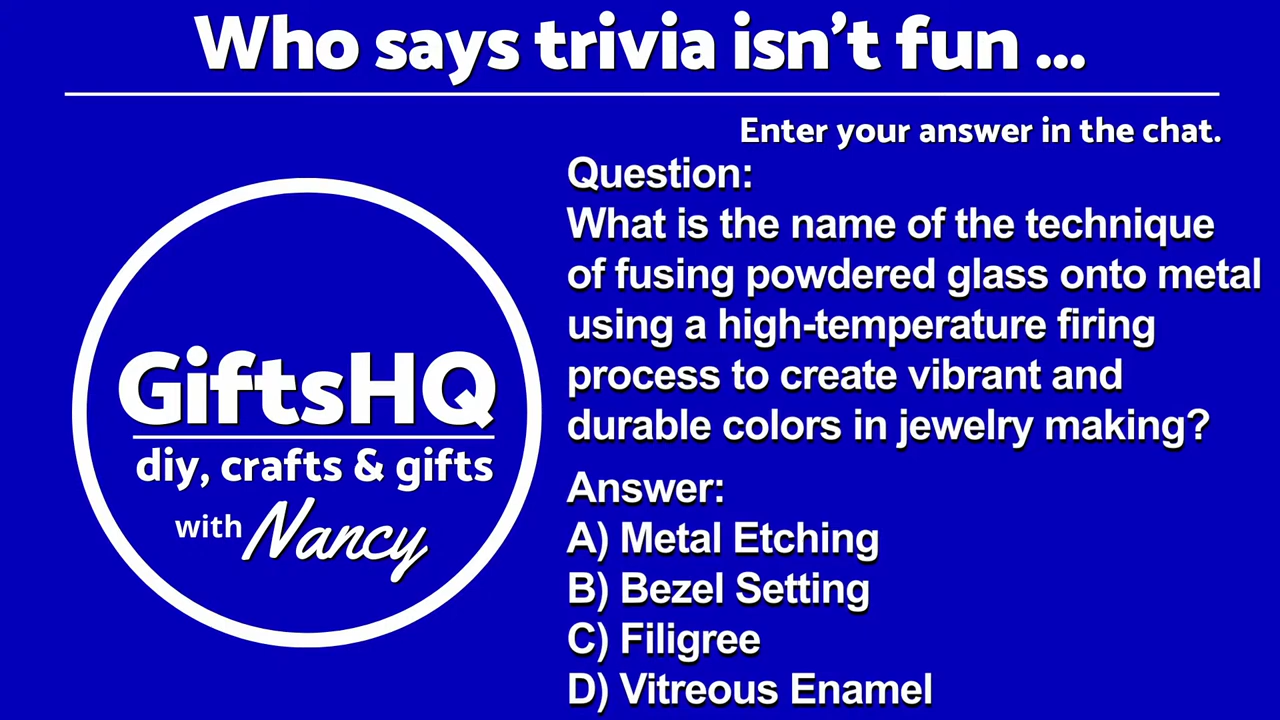 Who says trivia isn't fun ...
Enter your answer in the chat.
GiftsHQ
diy, crafts & gifts
with Nancy
Question:
What is the name of the technique
of fusing powdered glass onto metal
using a high-temperature firing
process to create vibrant and
durable colors in jewelry making?
Answer:
A) Metal Etching
B) Bezel Setting
C) Filigree
D) Vitreous Enamel